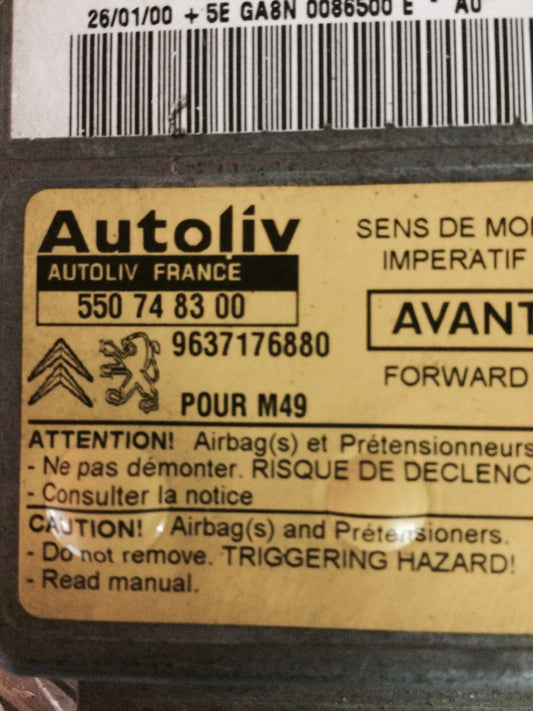 26/01/00 + 5E GA8N 0086500 E - A0
Autoliv
AUTOLIV FRANCE
550 74 83 00
9637176880
POUR M49
SENS DE MO
IMPERATIF
AVANT
FORWARD
ATTENTION! Airbag(s) et Prétensionneurs
- Ne pas démonter. RISQUE DE DECLENC
- Consulter la notice
CAUTION! Airbag(s) and Prétensioners.
- Do not remove. TRIGGERING HAZARD!
- Read manual.